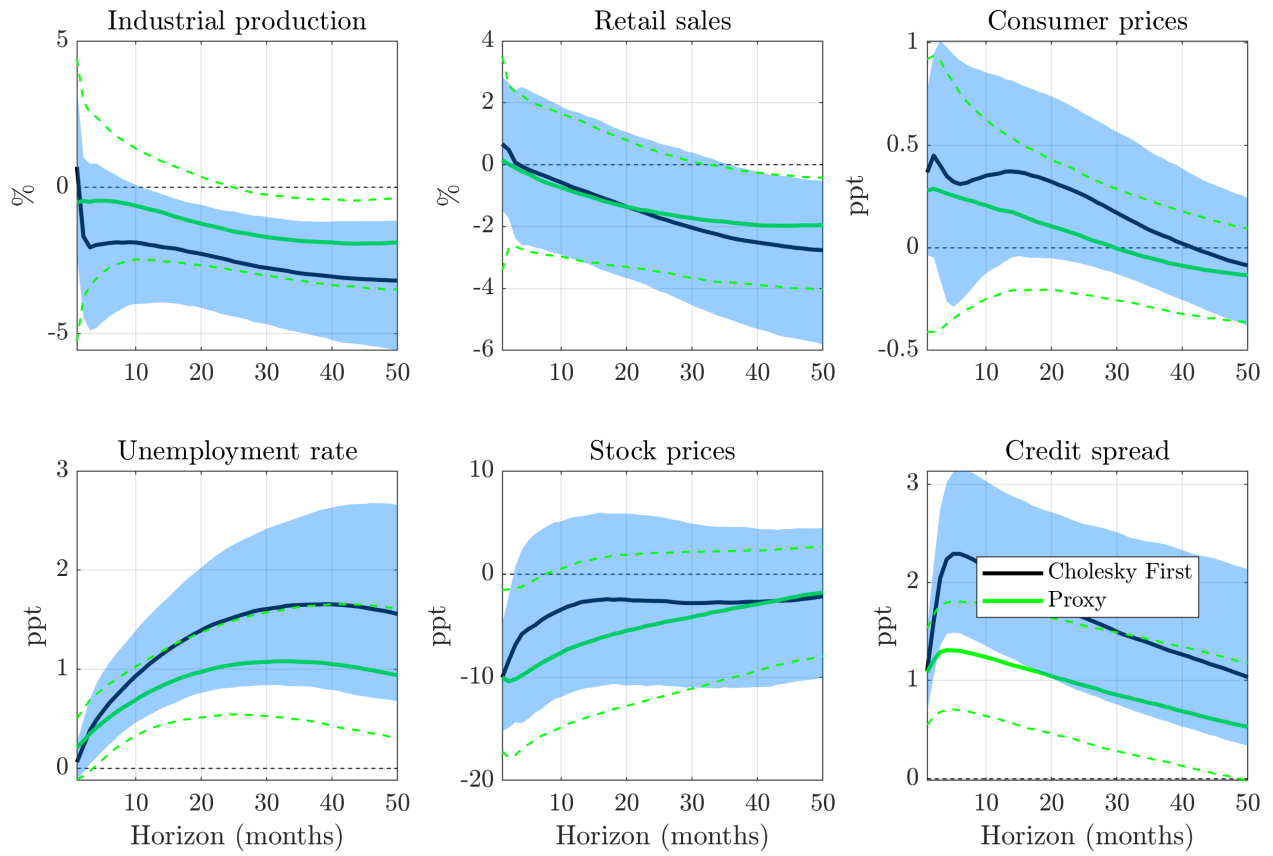 Industrial production
5
0
-5
%
10 20 30 40 50
Retail sales
4
2
0
-2
-4
-6
%
10 20 30 40 50
Consumer prices
1
0.5
0
-0.5
ppt
10 20 30 40 50
Unemployment rate
3
2
1
0
ppt
10 20 30 40 50
Horizon (months)
Stock prices
10
0
-10
-20
ppt
10 20 30 40 50
Horizon (months)
Credit spread
3
2
1
0
ppt
Cholesky First
Proxy
10 20 30 40 50
Horizon (months)